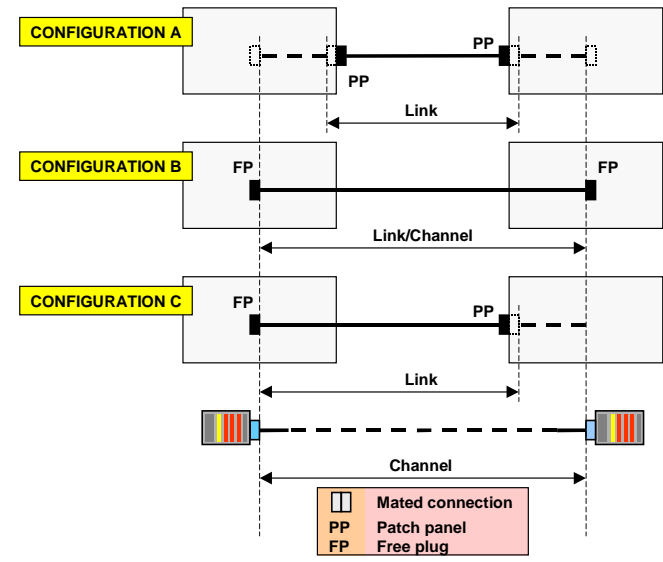 CONFIGURATION A
PP
PP
Link
CONFIGURATION B
FP
FP
Link/Channel
CONFIGURATION C
FP
PP
Link
Channel
Mated connection
PP Patch panel
FP Free plug